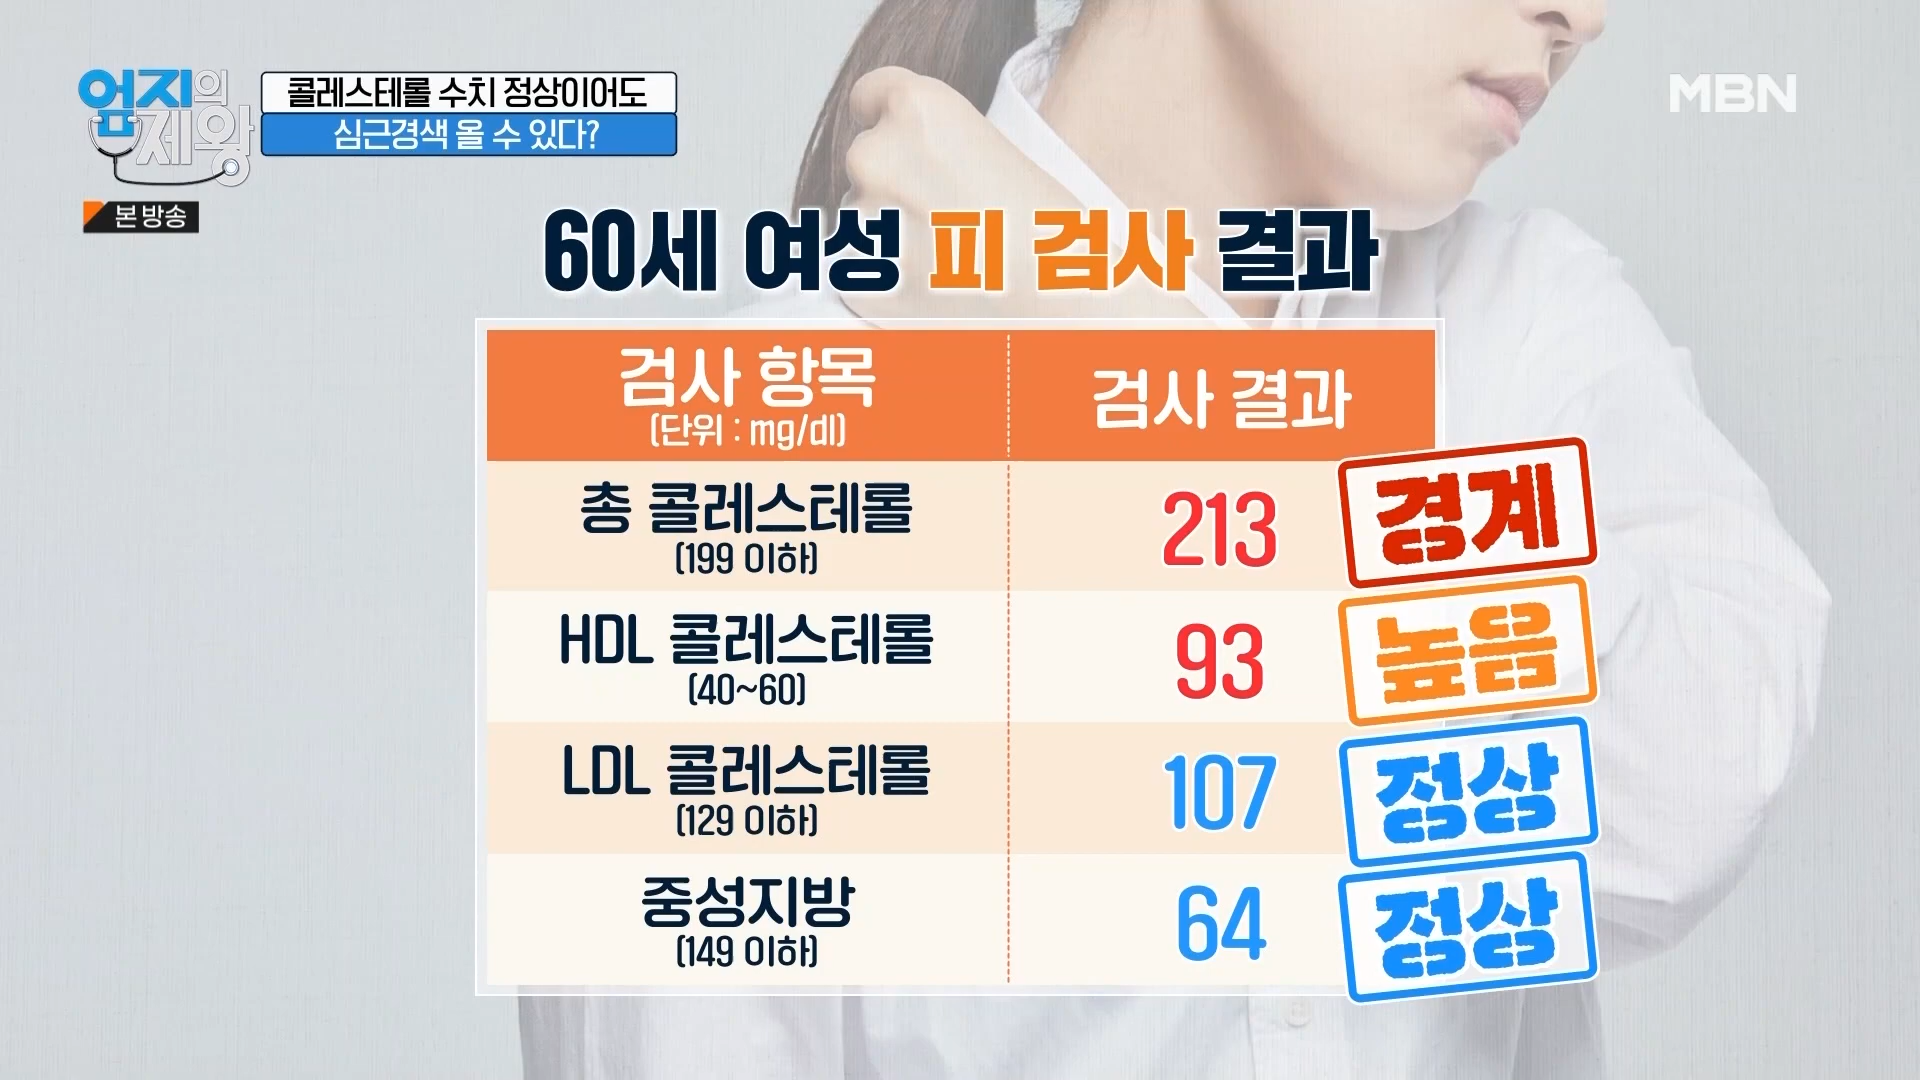 엄지의 제왕
콜레스테롤 수치 정상이어도
심근경색 올 수 있다?
MBN
본 방송
60세 여성 피 검사 결과
검사 항목
(단위 : mg/dl)
검사 결과
총 콜레스테롤
(199 이하)
213
경계
HDL 콜레스테롤
(40~60)
93
높음
LDL 콜레스테롤
(129 이하)
107
정상
중성지방
(149 이하)
64
정상